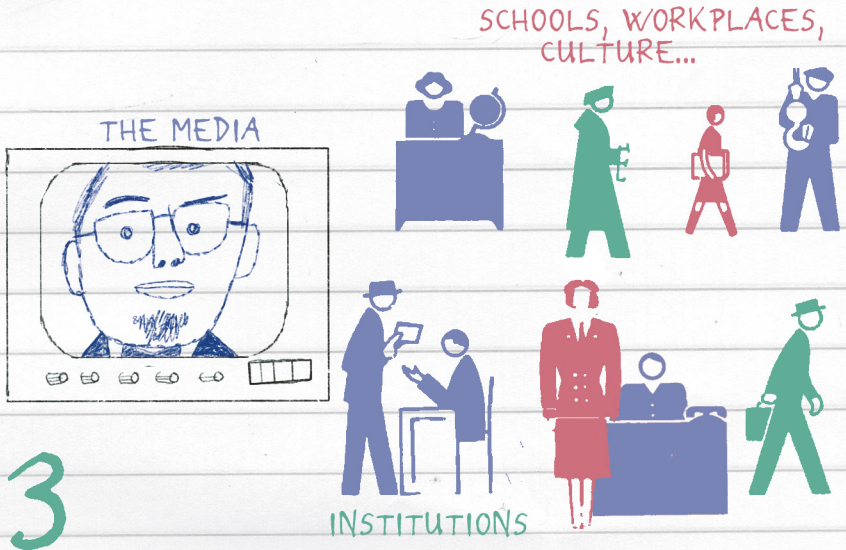 SCHOOLS, WORKPLACES,
CULTURE...
THE MEDIA
3
INSTITUTIONS